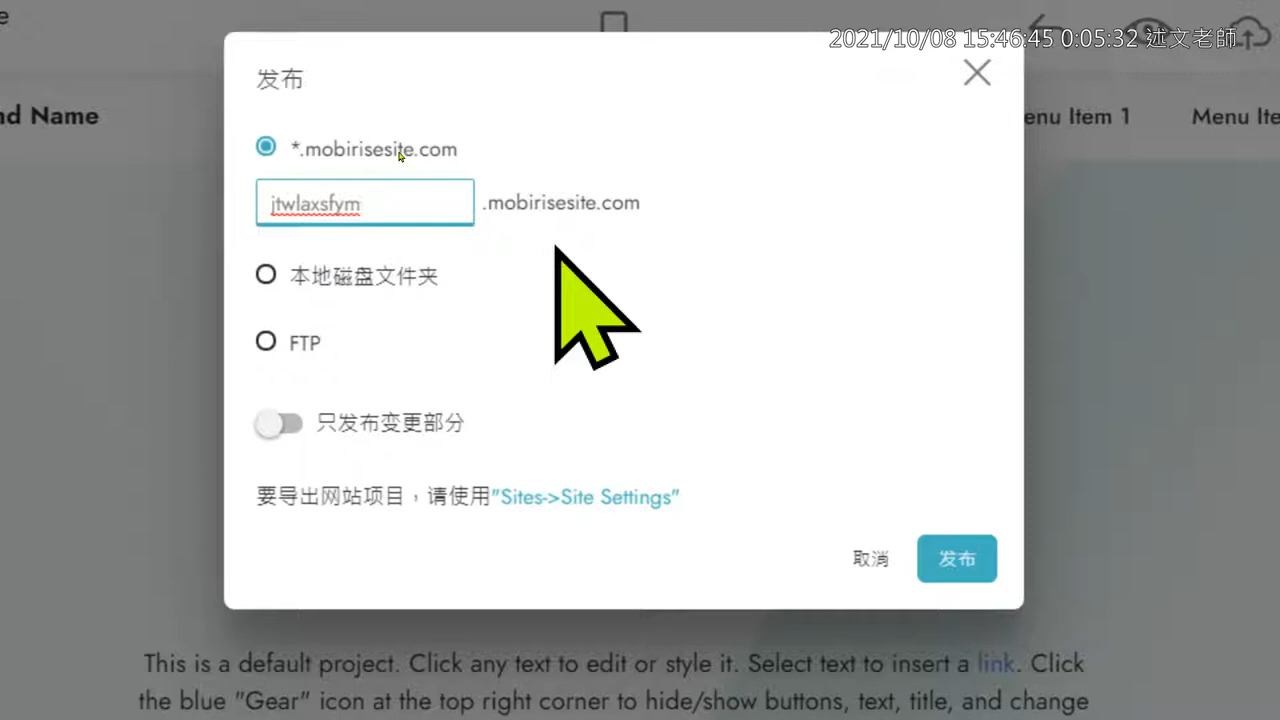 e
2021/10/08 15:46:45 0:05:32 述文老師
发布
nd Name
enu Item 1
Menu Ite
*.mobirisesite.com
jtwlaxsfym .mobirisesite.com
本地磁盘文件夹
FTP
只发布变更部分
要导出网站项目，请使用"Sites->Site Settings"
取消
发布
This is a default project. Click any text to edit or style it. Select text to insert a link. Click
the blue "Gear" icon at the top right corner to hide/show buttons, text, title, and change